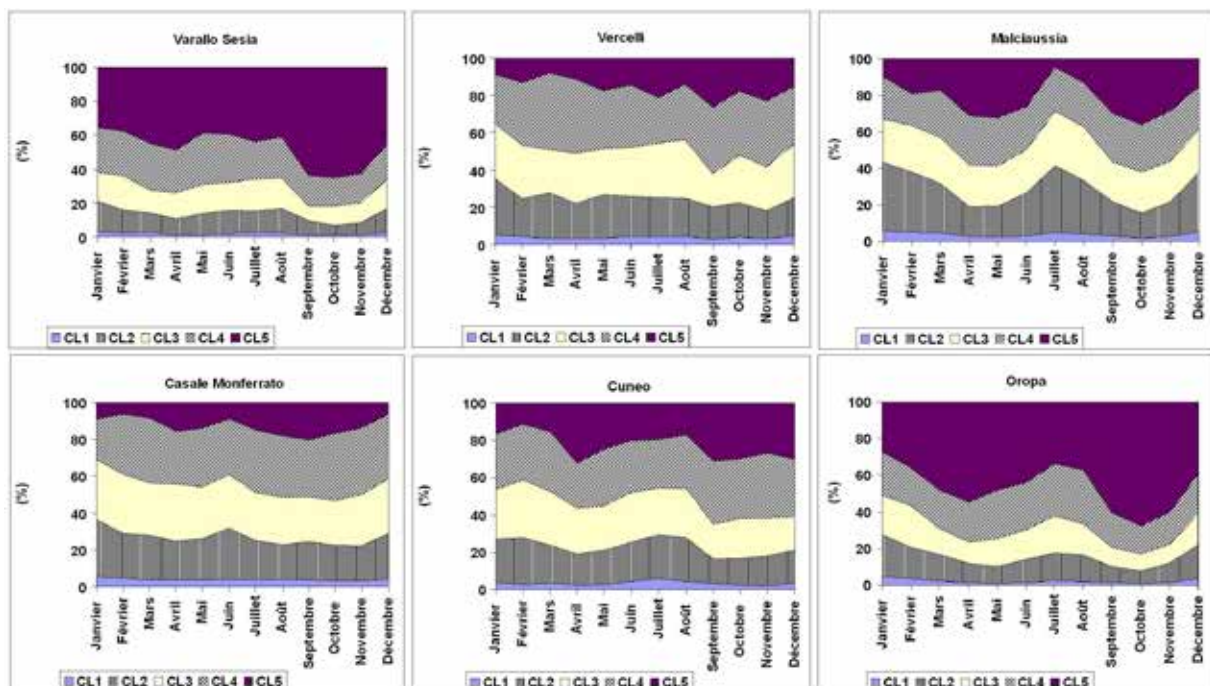 Varallo Sesia
100
80
60
40
20
0
(%)
Janvier
Février
Mars
Avril
Mai
Juin
Juillet
Août
Septembre
Octobre
Novembre
Décembre
CL1 CL2 CL3 CL4 CL5
Vercelli
100
80
60
40
20
0
(%)
Janvier
Février
Mars
Avril
Mai
Juin
Juillet
Août
Septembre
Octobre
Novembre
Décembre
CL1 CL2 CL3 CL4 CL5
Malciaussia
100
80
60
40
20
0
(%)
Janvier
Février
Mars
Avril
Mai
Juin
Juillet
Août
Septembre
Octobre
Novembre
Décembre
CL1 CL2 CL3 CL4 CL5
Casale Monferrato
100
80
60
40
20
0
(%)
Janvier
Février
Mars
Avril
Mai
Juin
Juillet
Août
Septembre
Octobre
Novembre
Décembre
CL1 CL2 CL3 CL4 CL5
Cuneo
100
80
60
40
20
0
(%)
Janvier
Février
Mars
Avril
Mai
Juin
Juillet
Août
Septembre
Octobre
Novembre
Décembre
CL1 CL2 CL3 CL4 CL5
Oropa
100
80
60
40
20
0
(%)
Janvier
Février
Mars
Avril
Mai
Juin
Juillet
Août
Septembre
Octobre
Novembre
Décembre
CL1 CL2 CL3 CL4 CL5